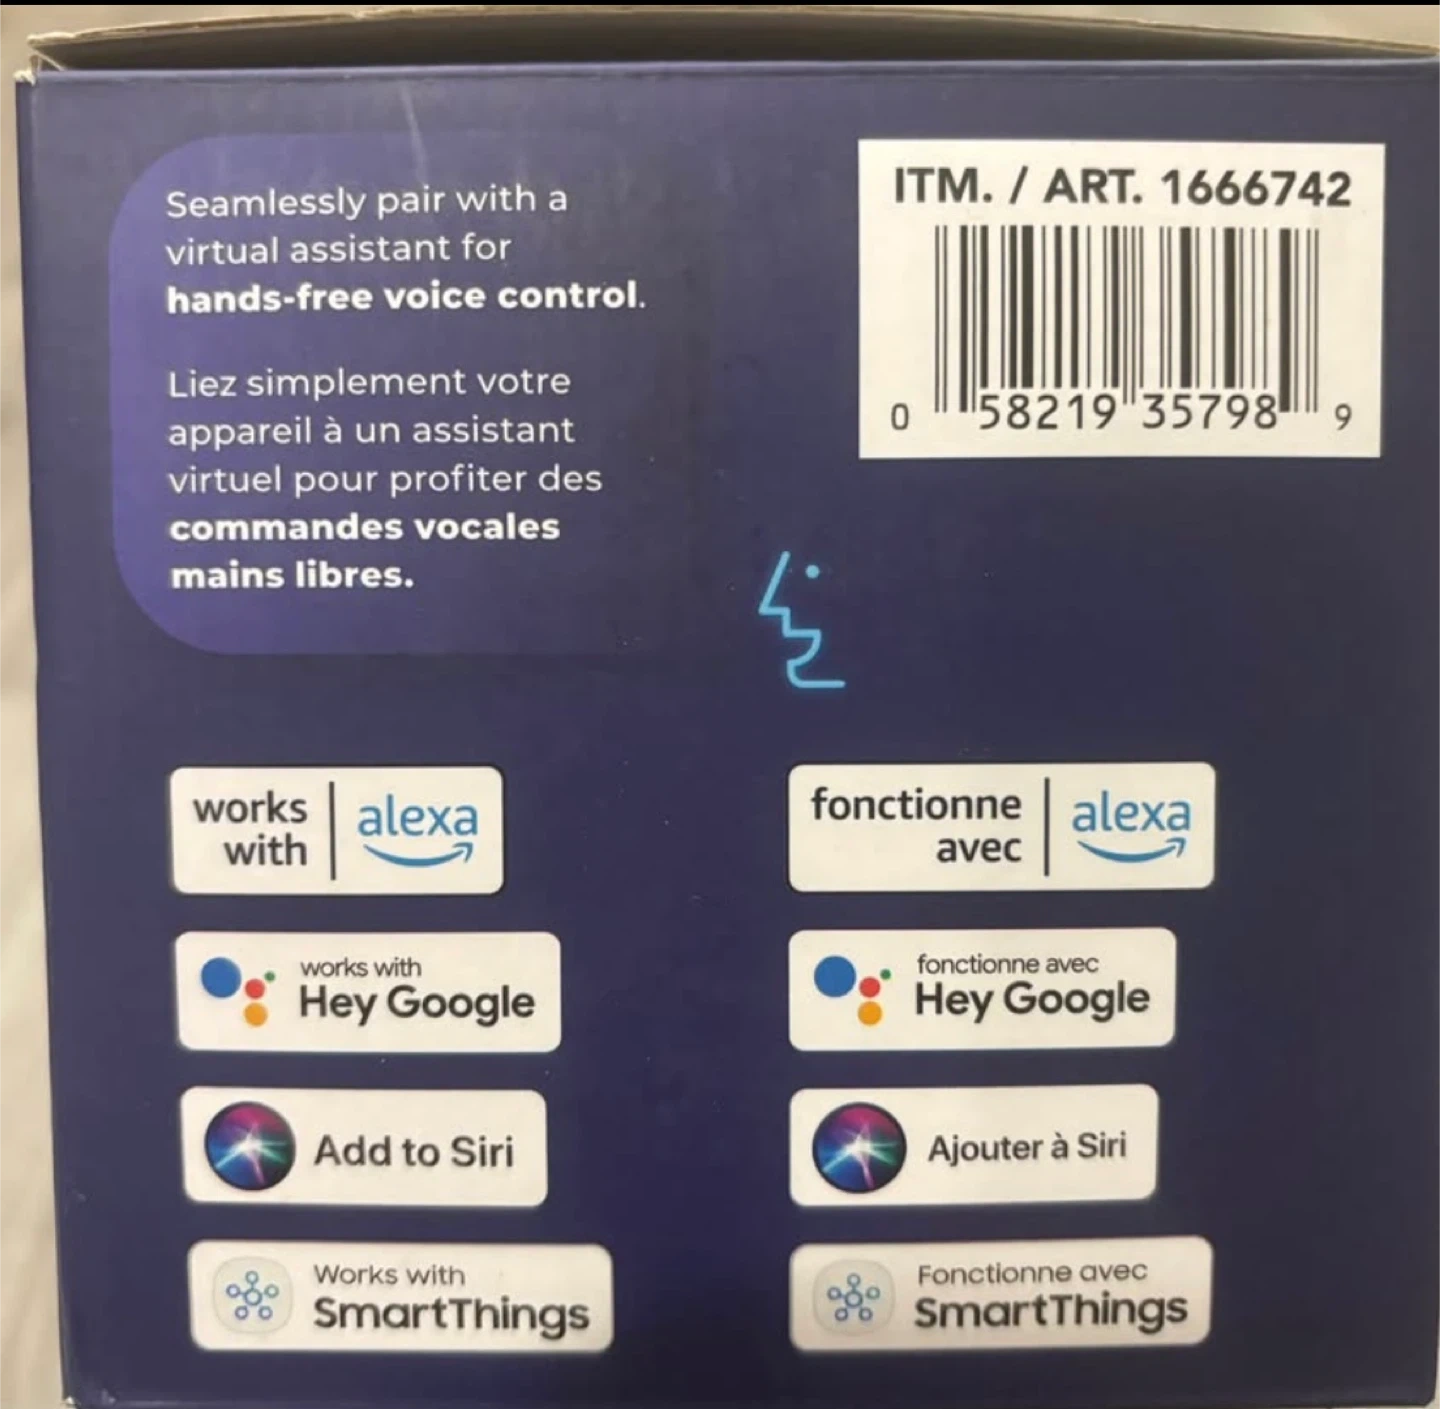 Seamlessly pair with a
virtual assistant for
hands-free voice control.
Liez simplement votre
appareil à un assistant
virtuel pour profiter des
commandes vocales
mains libres.
ITM. / ART. 1666742
0 58219 35798 9
works
with
alexa
fonctionne
avec
alexa
works with
Hey Google
fonctionne avec
Hey Google
Add to Siri
Ajouter à Siri
Works with
SmartThings
Fonctionne avec
SmartThings